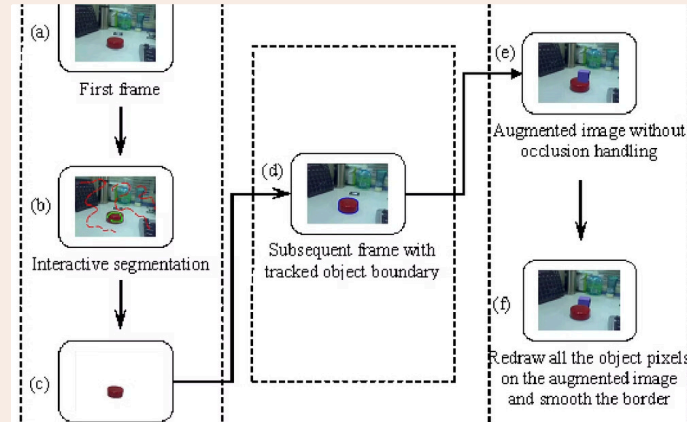 (a)
First frame
(b)
Interactive segmentation
(c)
(d)
Subsequent frame with
tracked object boundary
(e)
Augmented image without
occlusion handling
(f)
Redraw all the object pixels
on the augmented image
and smooth the border